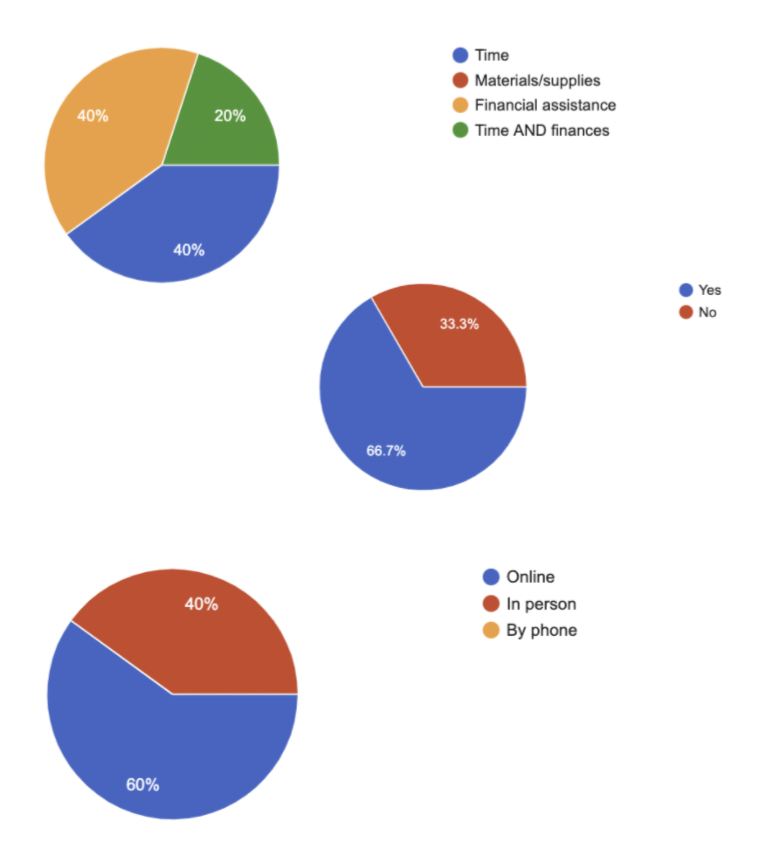 Time
Materials/supplies
Financial assistance
Time AND finances
40%
20%
40%
Yes
No
33.3%
66.7%
Online
In person
By phone
40%
60%